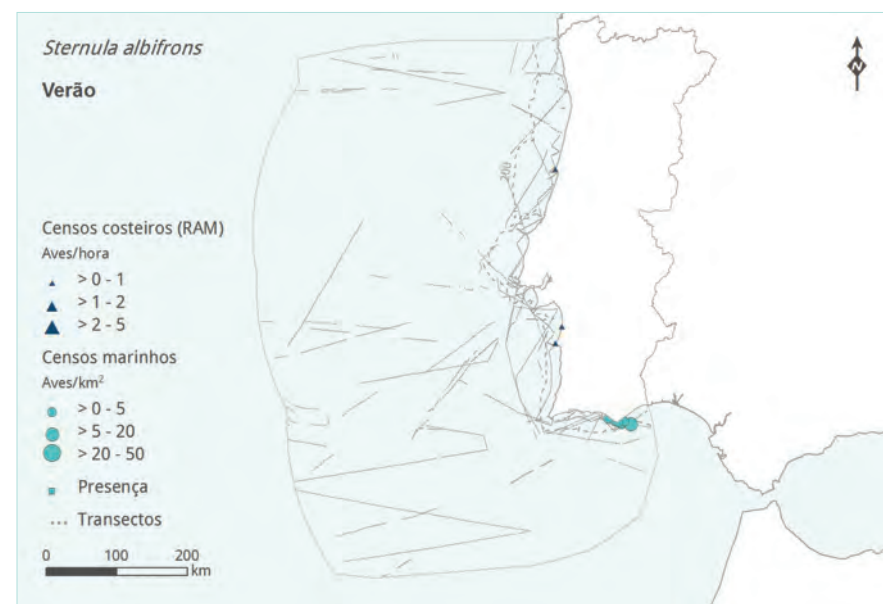 Sternula albifrons
Verão
N
200
Censos costeiros (RAM)
Aves/hora
> 0 - 1
> 1 - 2
> 2 - 5
Censos marinhos
Aves/km²
> 0 - 5
> 5 - 20
> 20 - 50
Presença
Transectos
0 100 200
km